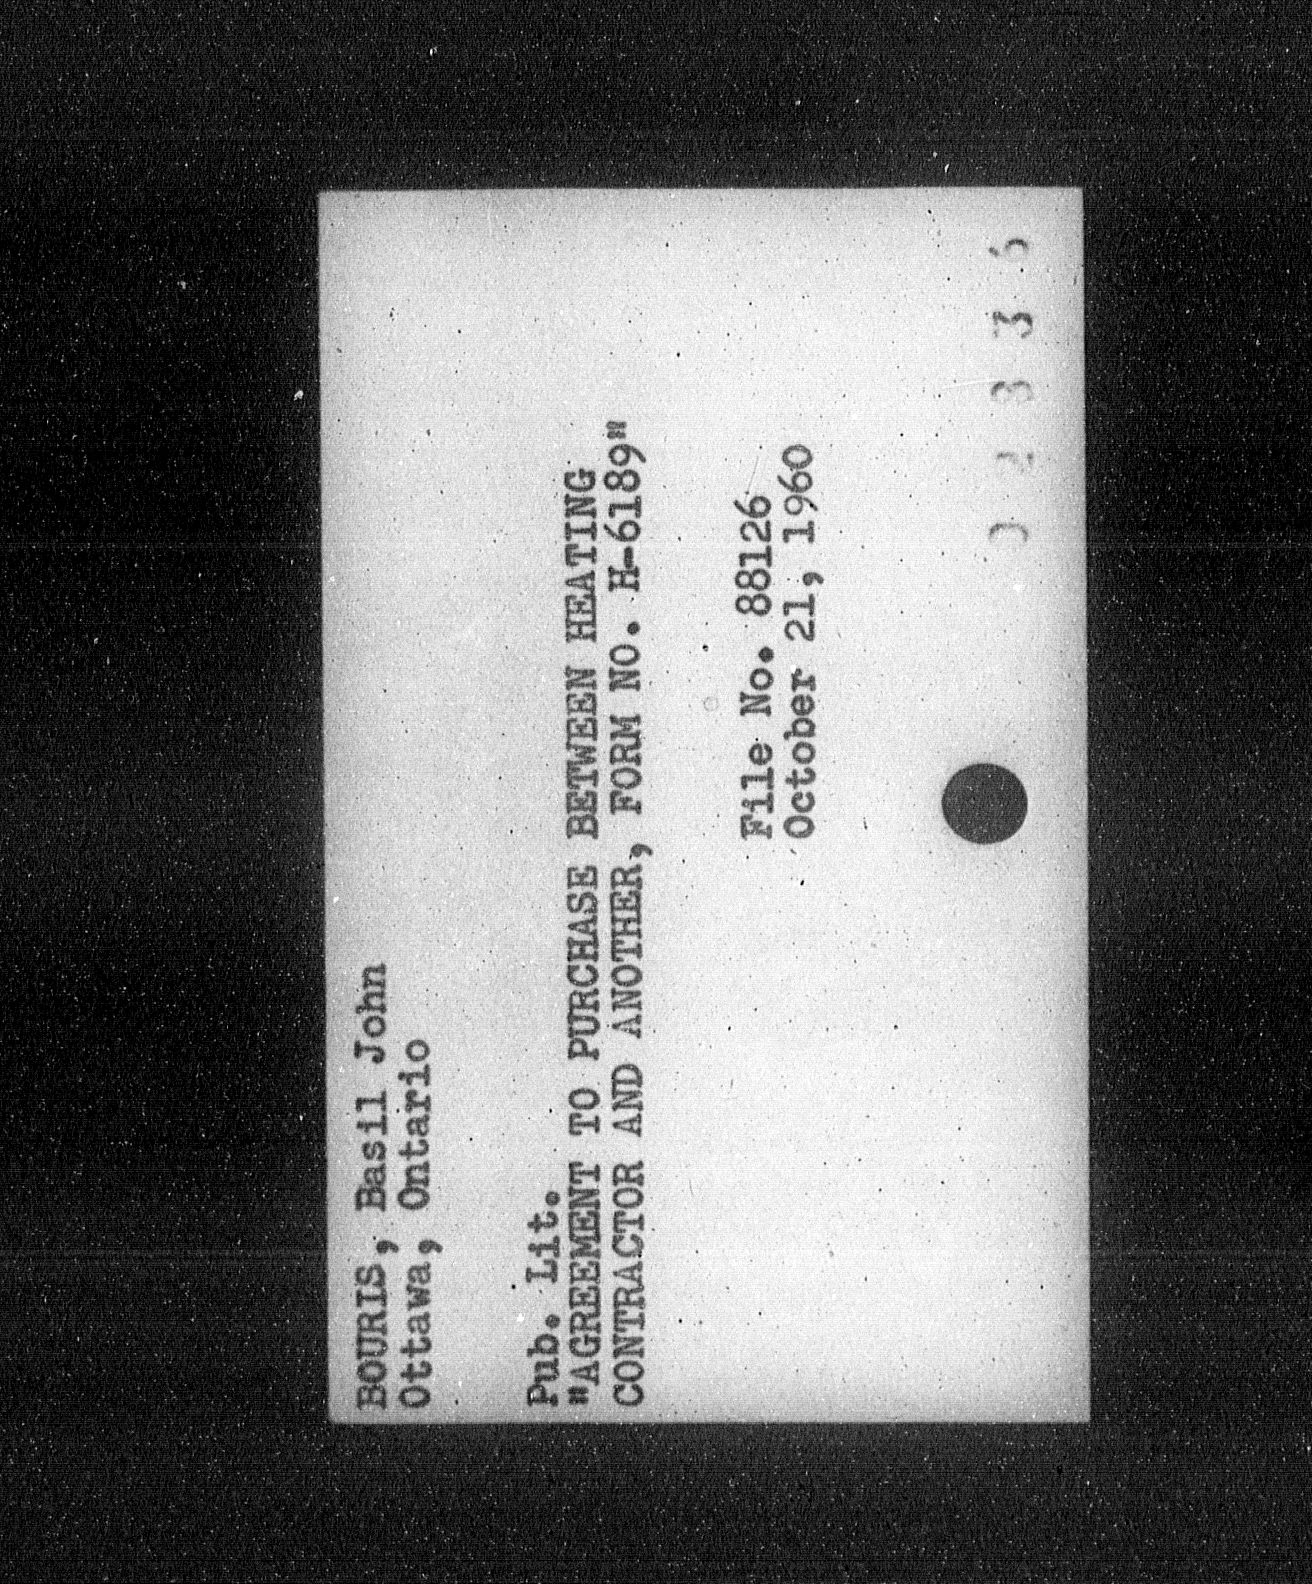 BOURIS, Basil John
Ottawa, Ontario
Pub. Lit.
"AGREEMENT TO PURCHASE BETWEEN HEATING
CONTRACTOR AND ANOTHER, FORM NO. H-6189"
File No. 88126
October 21, 1960